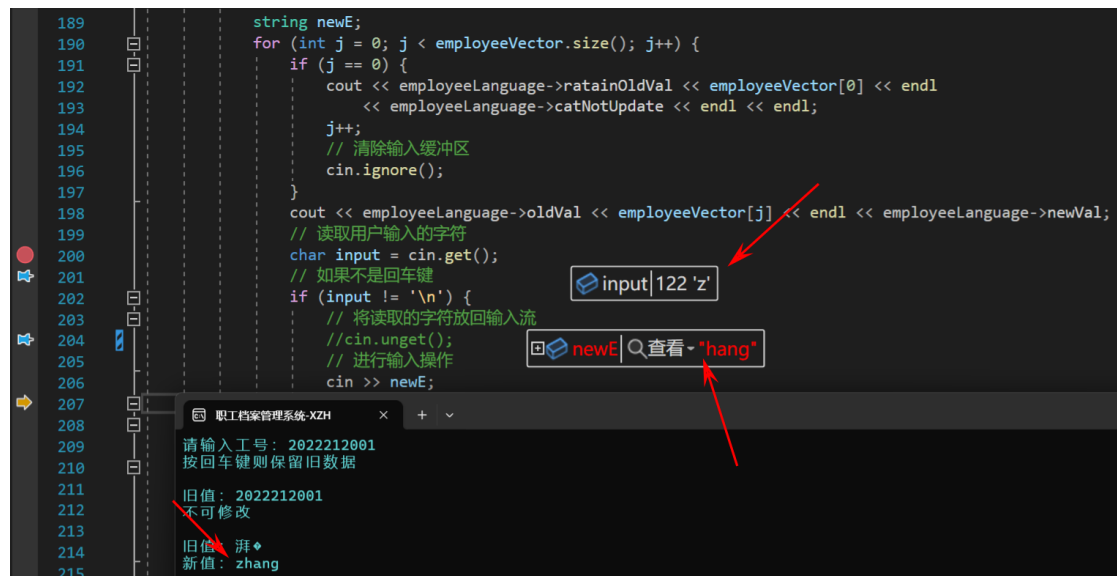 189 string newE;
190 for (int j = 0; j < employeeVector.size(); j++) {
191 if (j == 0) {
192 cout << employeeLanguage->ratainOldVal << employeeVector[0] << endl
193 << employeeLanguage->catNotUpdate << endl << endl;
194 j++;
195 // 清除输入缓冲区
196 cin.ignore();
197 }
198 cout << employeeLanguage->oldVal << employeeVector[j] << endl << employeeLanguage->newVal;
199 // 读取用户输入的字符
200 char input = cin.get();
201 // 如果不是回车键
input 122 'z'
202 if (input != '\n') {
203 // 将读取的字符放回输入流
204 //cin.unget();
newE 查看 "hang"
205 // 进行输入操作
206 cin >> newE;
207
208
209
210
211
212
213
214
215
职工档案管理系统-XZH × +
请输入工号: 2022212001
按回车键则保留旧数据
旧值: 2022212001
不可修改
旧值: 湃�
新值: zhang